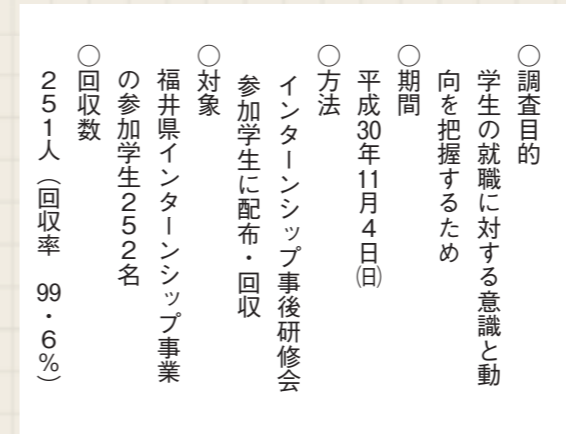 ○調査目的
学生の就職に対する意識と動
向を把握するため
○期間
平成30年11月4日㈰
○方法
インターンシップ事後研修会
参加学生に配布・回収
○対象
福井県インターンシップ事業
の参加学生252名
○回収数
251人（回収率　99・6％）